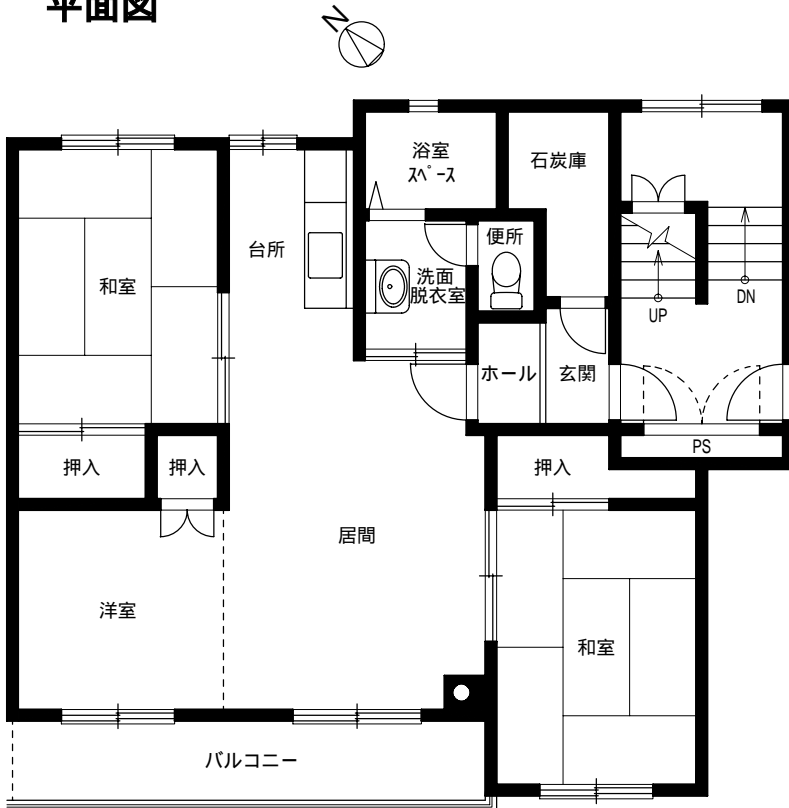 平面図
N
浴室
スペース
石炭庫
台所
便所
和室
洗面
脱衣室
UP
DN
ホール
玄関
PS
押入
押入
押入
居間
洋室
和室
バルコニー